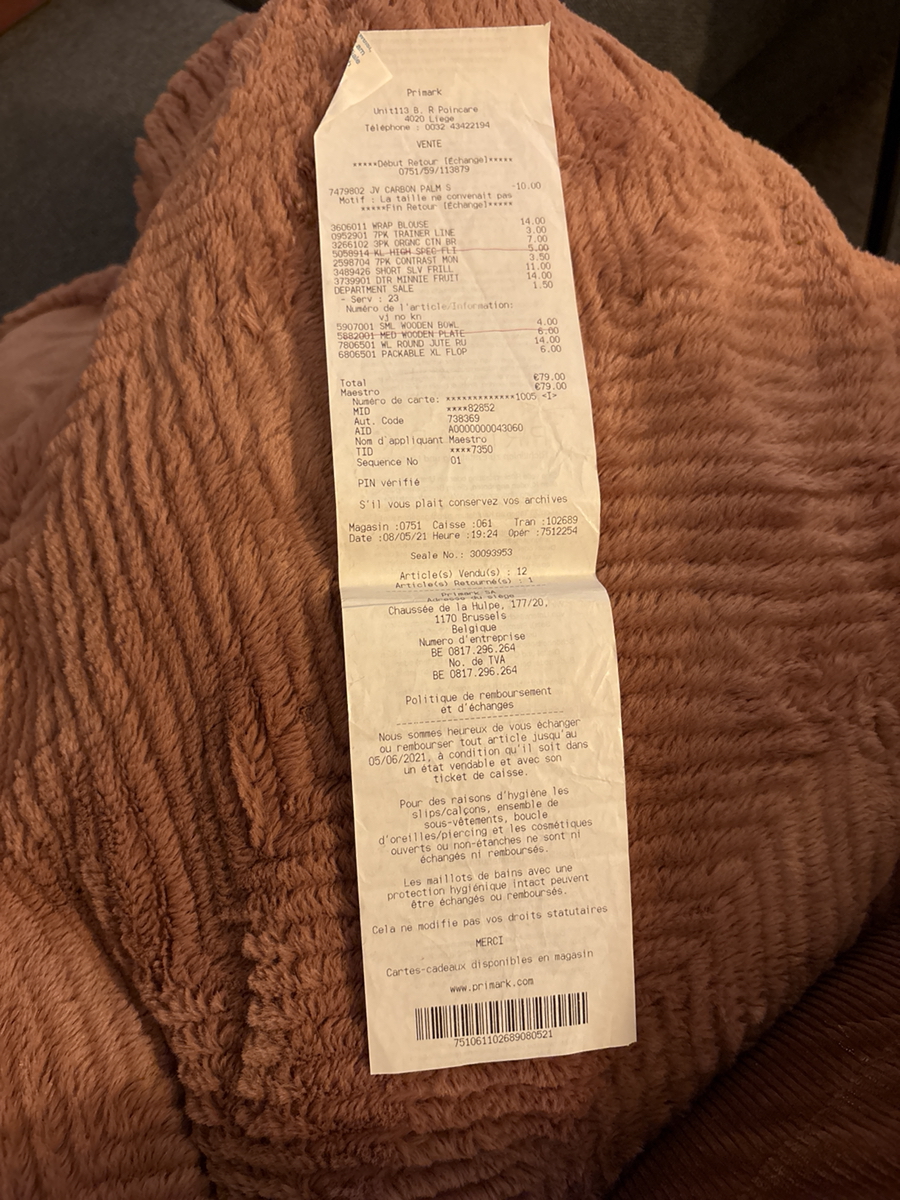 Primark
Unit113 B, R Poincare
4020 Liege
Téléphone : 0032 43422194
VENTE
*****Début Retour [Échange]*****
0751/59/113879
7479802 JV CARBON PALM S -10.00
Motif : La taille ne convenait pas
*****Fin Retour [Échange]*****
3606011 WRAP BLOUSE 14.00
0952901 7PK TRAINER LINE 3.00
3266102 3PK ORGNC CTN BR 7.00
5058914 KL HIGH SPEC FLT 5.00
2598704 7PK CONTRAST MON 3.50
3489426 SHORT SLV FRILL 11.00
3739901 DTR MINNIE FRUIT 14.00
DEPARTMENT SALE 1.50
- Serv : 23
Numéro de l'article/Information:
vj no kn
5907001 SML WOODEN BOWL 4.00
5882001 MED WOODEN PLATE 6.00
7806501 WL ROUND JUTE RU 14.00
6806501 PACKABLE XL FLOP 6.00
Total €79.00
Maestro €79.00
Numéro de carte: *************1005 <I>
MID ****82852
Aut. Code 738369
AID A0000000043060
Nom d'appliquant Maestro
TID ****7350
Sequence No 01
PIN vérifié
S'il vous plait conservez vos archives
Magasin :0751 Caisse :061 Tran :102689
Date :08/05/21 Heure :19:24 Opér :7512254
Seale No.: 30093953
Article(s) Vendu(s) : 12
Article(s) Retourné(s) : 1
Primark SA
Adresse du siège
Chaussée de la Hulpe, 177/20,
1170 Brussels
Belgique
Numero d'entreprise
BE 0817.296.264
No. de TVA
BE 0817.296.264
Politique de remboursement
et d'échanges
Nous sommes heureux de vous échanger
ou rembourser tout article jusqu'au
05/06/2021, à condition qu'il soit dans
un état vendable et avec son
ticket de caisse.
Pour des raisons d'hygiène les
slips/calçons, ensemble de
sous-vêtements, boucle
d'oreilles/piercing et les cosmétiques
ouverts ou non-étanches ne sont ni
échangés ni remboursés.
Les maillots de bains avec une
protection hygiénique intact peuvent
être échangés ou remboursés.
Cela ne modifie pas vos droits statutaires
MERCI
Cartes-cadeaux disponibles en magasin
www.primark.com
751061102689080521